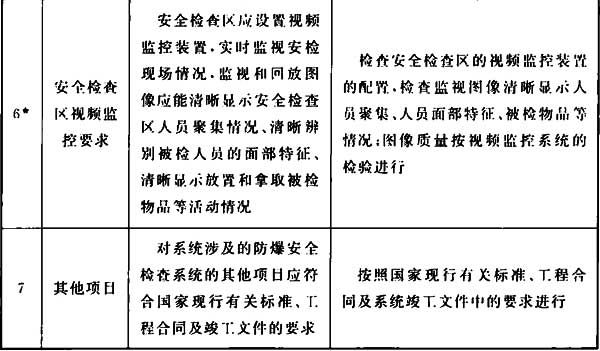 6*
安全检查
区视频监
控要求
安全检查区应设置视频
监控装置,实时监视安检
现场情况,监视和回放图
像应能清晰显示安全检查
区人员聚集情况、清晰辨
别被检人员的面部特征、
清晰显示放置和拿取被检
物品等活动情况
检查安全检查区的视频监控装置
的配置,检查监视图像清晰显示人
员聚集、人员面部特征、被检物品等
情况;图像质量按视频监控系统的
检验进行
7
其他项目
对系统涉及的防爆安全
检查系统的其他项目应符
合国家现行有关标准、工
程合同及竣工文件的要求
按照国家现行有关标准、工程合
同及系统竣工文件中的要求进行